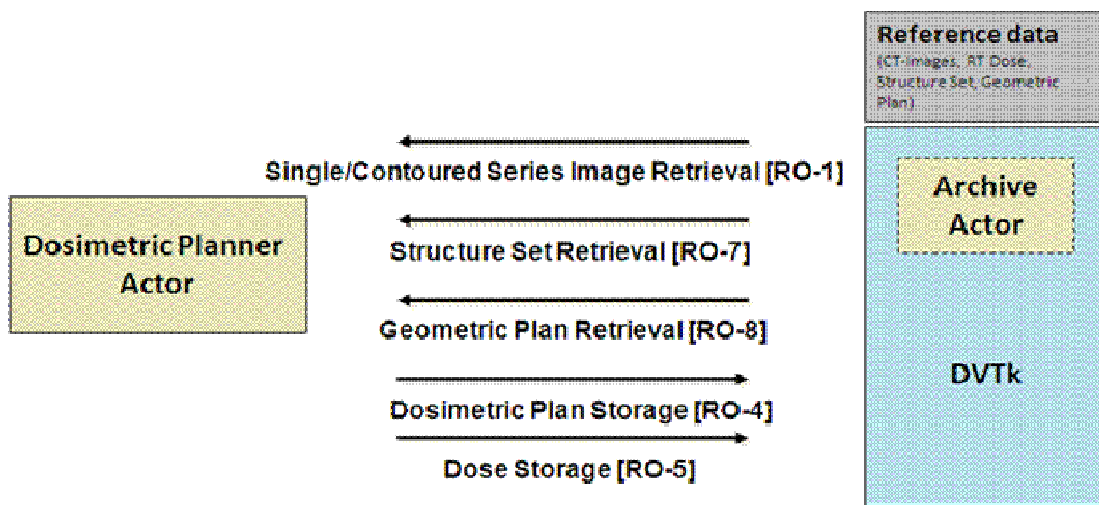 Reference data
(CT-Images, RT Dose,
Structure Set, Geometric
Plan)
Single/Contoured Series Image Retrieval [RO-1]
Archive
Actor
Dosimetric Planner
Actor
Structure Set Retrieval [RO-7]
Geometric Plan Retrieval [RO-8]
DVTk
Dosimetric Plan Storage [RO-4]
Dose Storage [RO-5]